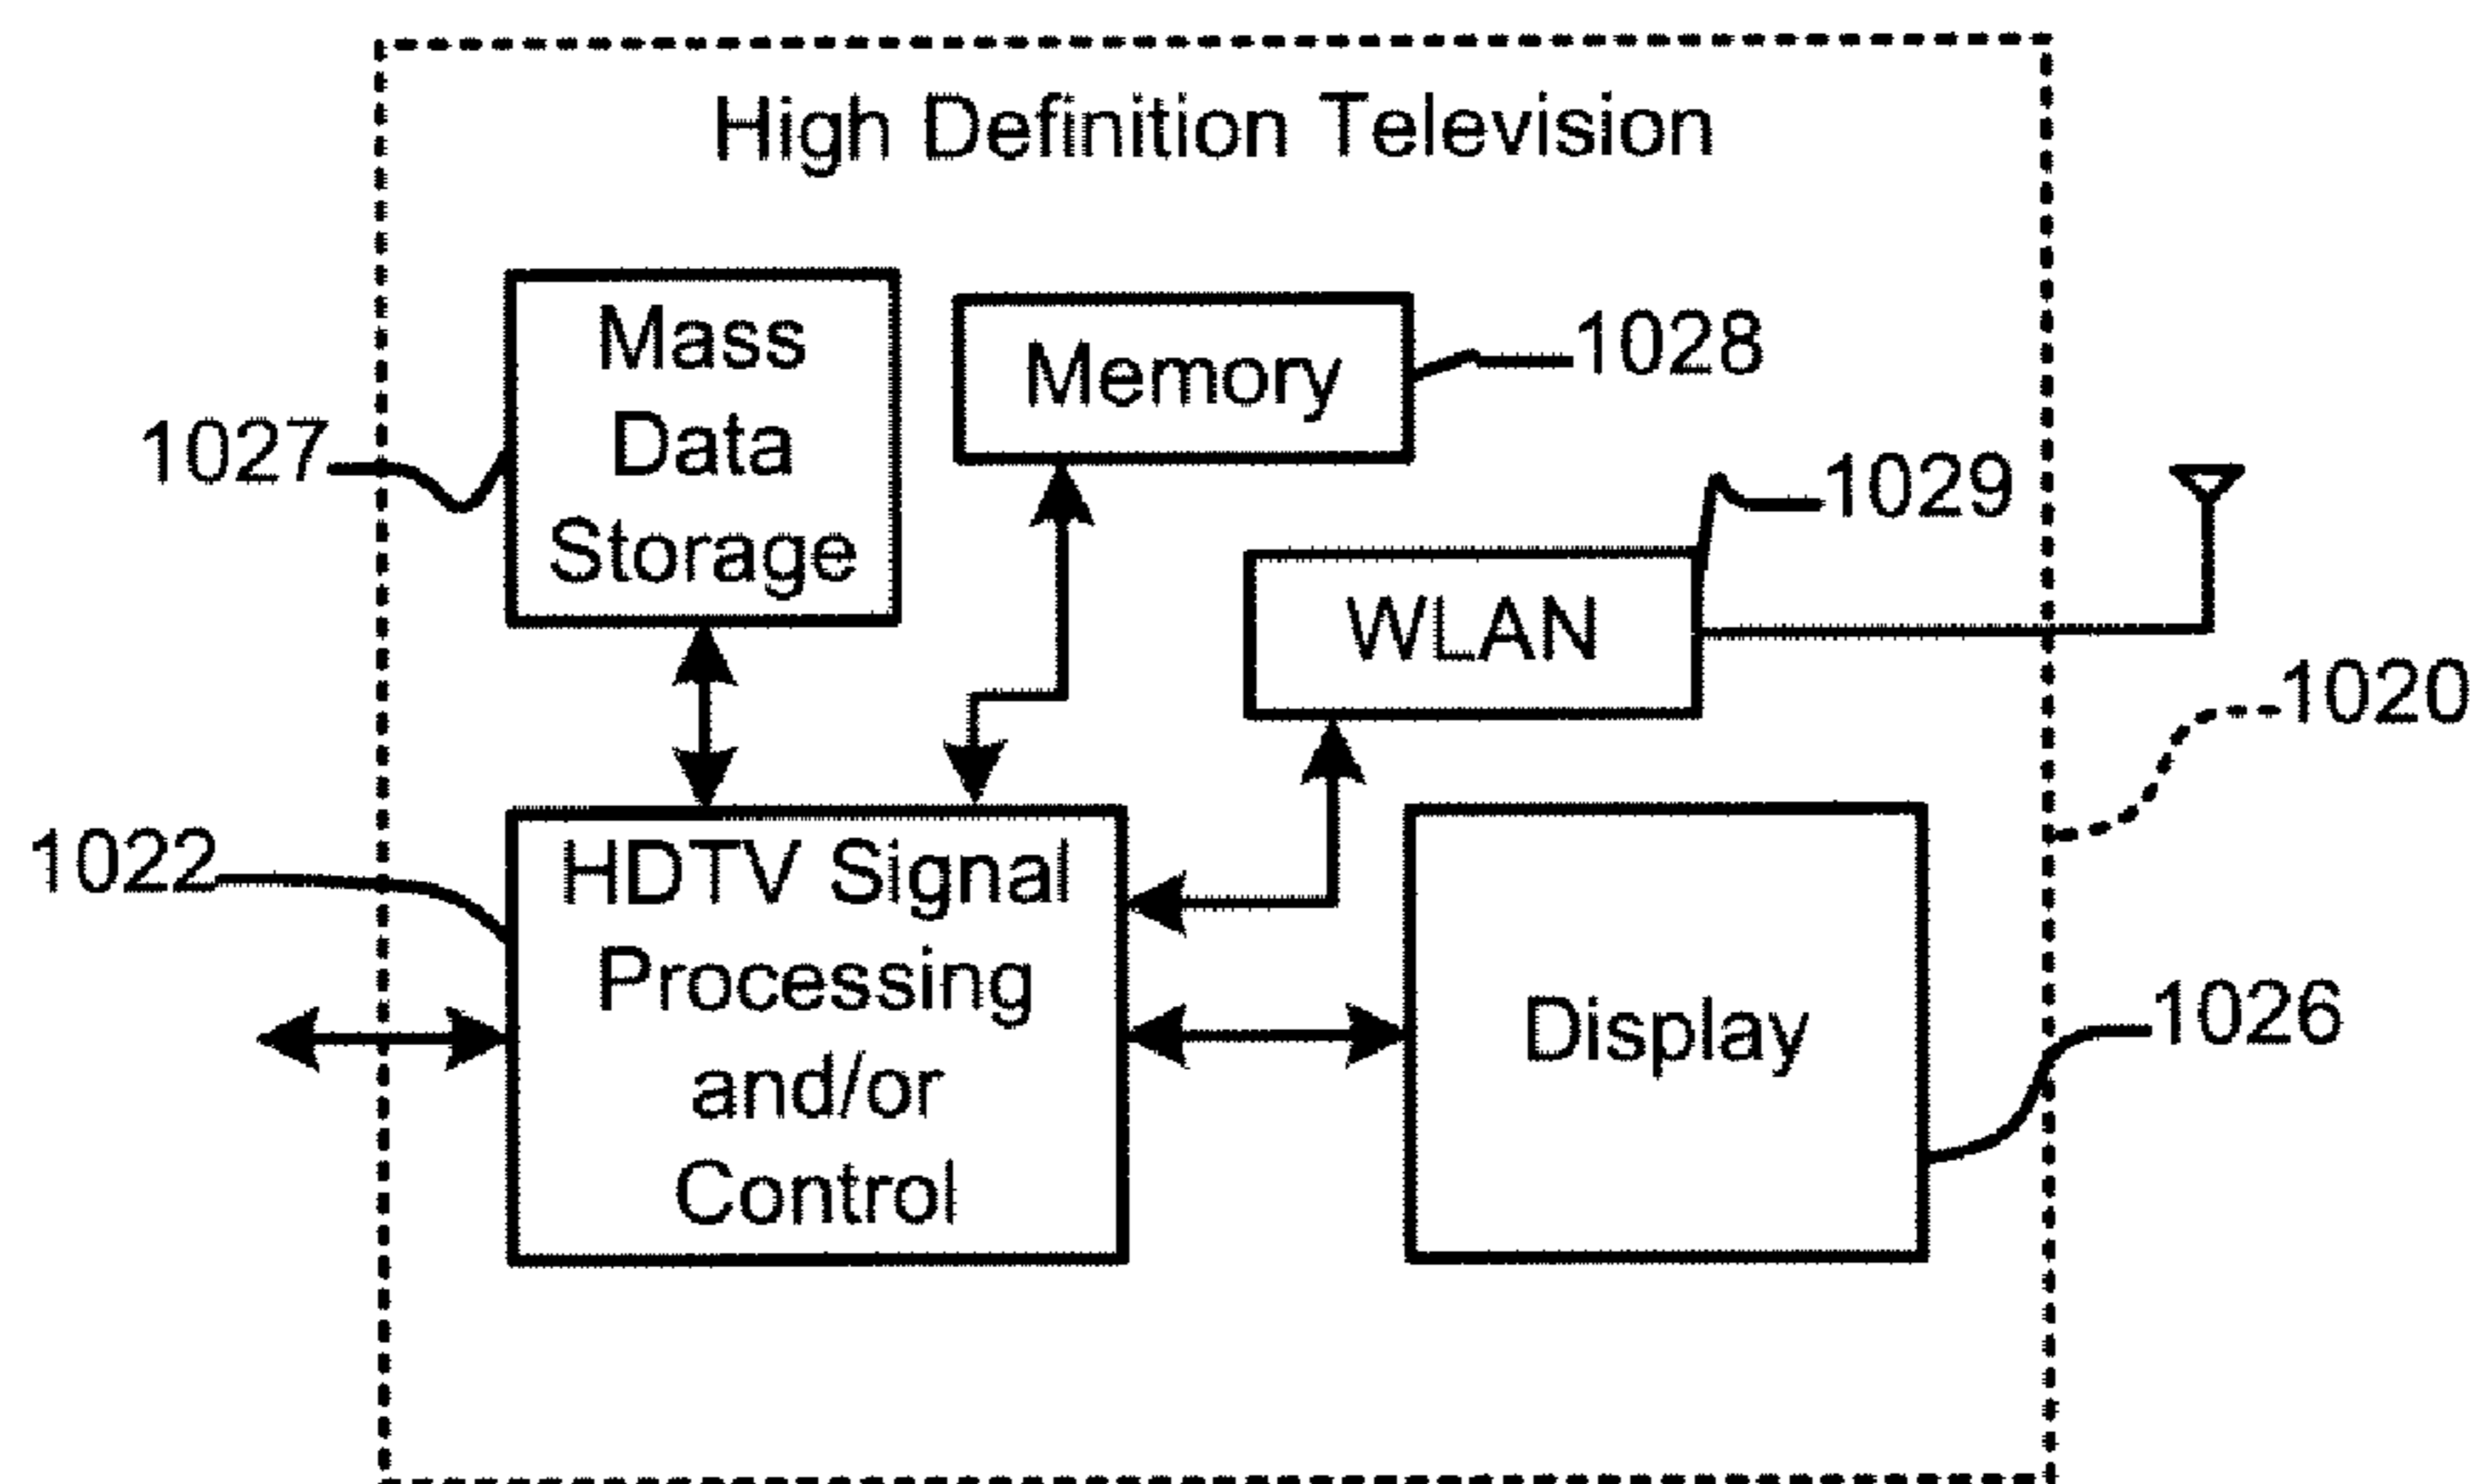 High Definition Television
Mass
Data
Storage
1027
Memory
1028
1029
WLAN
1020
1022
HDTV Signal
Processing
and/or
Control
Display
1026